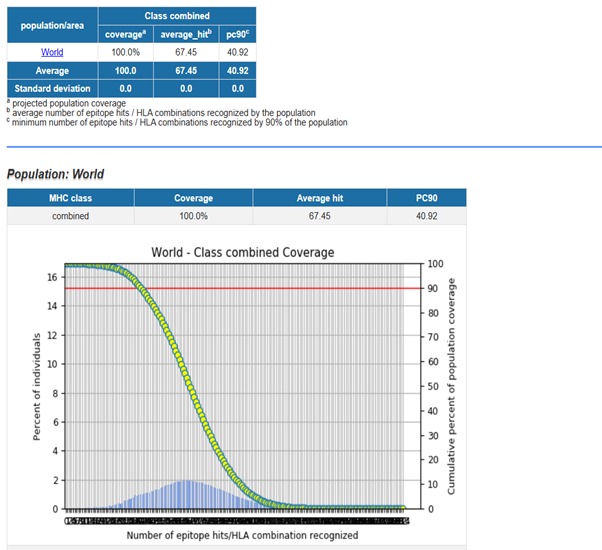 population/area
Class combined
coverage^a average_hit^b pc90^c
World 100.0% 67.45 40.92
Average 100.0 67.45 40.92
Standard deviation 0.0 0.0 0.0
a projected population coverage
b average number of epitope hits / HLA combinations recognized by the population
c minimum number of epitope hits / HLA combinations recognized by 90% of the population
Population: World
MHC class Coverage Average hit PC90
combined 100.0% 67.45 40.92
World - Class combined Coverage
Percent of individuals
16
14
12
10
8
6
4
2
0
100
90
80
70
60
50
40
30
20
10
0
Cumulative percent of population coverage
Number of epitope hits/HLA combination recognized